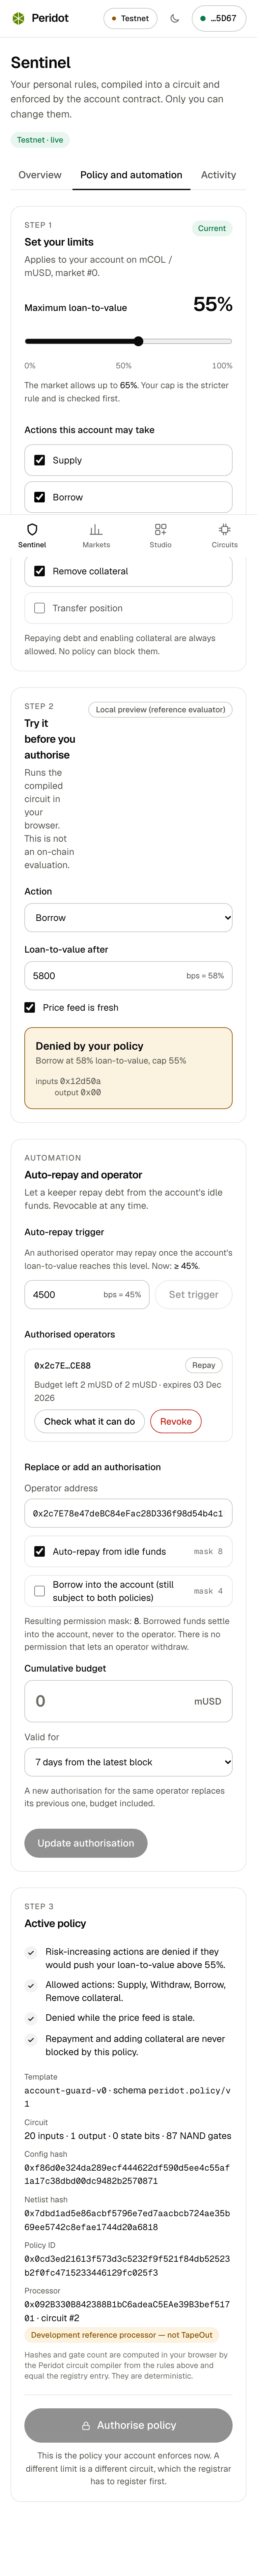 Peridot
Testnet
…5D67
Sentinel
Your personal rules, compiled into a circuit and
enforced by the account contract. Only you can
change them.
Testnet · live
Overview
Policy and automation
Activity
STEP 1
Current
Set your limits
Applies to your account on mCOL /
mUSD, market #0.
Maximum loan-to-value
55%
0%
50%
100%
The market allows up to 65%. Your cap is the stricter
rule and is checked first.
Actions this account may take
Supply
Borrow
Sentinel
Markets
Studio
Circuits
Remove collateral
Transfer position
Repaying debt and enabling collateral are always
allowed. No policy can block them.
STEP 2
Local preview (reference evaluator)
Try it
before you
authorise
Runs the
compiled
circuit in
your
browser.
This is not
an on-chain
evaluation.
Action
Borrow
Loan-to-value after
5800
bps = 58%
Price feed is fresh
Denied by your policy
Borrow at 58% loan-to-value, cap 55%
inputs 0x12d50a
output 0x00
AUTOMATION
Auto-repay and operator
Let a keeper repay debt from the account's idle
funds. Revocable at any time.
Auto-repay trigger
An authorised operator may repay once the account's
loan-to-value reaches this level. Now: ≥ 45%.
4500
bps = 45%
Set trigger
Authorised operators
0x2c7E…CE88
Repay
Budget left 2 mUSD of 2 mUSD · expires 03 Dec
2026
Check what it can do
Revoke
Replace or add an authorisation
Operator address
0x2C7E78e47deBC84eFac28D336f98d54b4c1
Auto-repay from idle funds
mask 8
Borrow into the account (still
subject to both policies)
mask 4
Resulting permission mask: 8. Borrowed funds settle
into the account, never to the operator. There is no
permission that lets an operator withdraw.
Cumulative budget
0
mUSD
Valid for
7 days from the latest block
A new authorisation for the same operator replaces
its previous one, budget included.
Update authorisation
STEP 3
Active policy
Risk-increasing actions are denied if they
would push your loan-to-value above 55%.
Allowed actions: Supply, Withdraw, Borrow,
Remove collateral.
Denied while the price feed is stale.
Repayment and adding collateral are never
blocked by this policy.
Template
account-guard-v0 · schema peridot.policy/v
1
Circuit
20 inputs · 1 output · 0 state bits · 87 NAND gates
Config hash
0xf86d0e324da289ecf444622df590d5ee4c55af
1a17c38dbd00dc9482b2570871
Netlist hash
0x7dbd1ad5e86acbf5796e7ed7aacbcb724ae35b
69ee5742c8efae1744d20a6818
Policy ID
0x0cd3ed21613f573d3c5232f9f521f84db52523
b2f0fc4715233446129fc025f3
Processor
0x092B330B842388B1bC6adeaC5EAe39B3bef517
01 · circuit #2
Development reference processor — not TapeOut
Hashes and gate count are computed in your browser by
the Peridot circuit compiler from the rules above and
equal the registry entry. They are deterministic.
Authorise policy
This is the policy your account enforces now. A
different limit is a different circuit, which the registrar
has to register first.